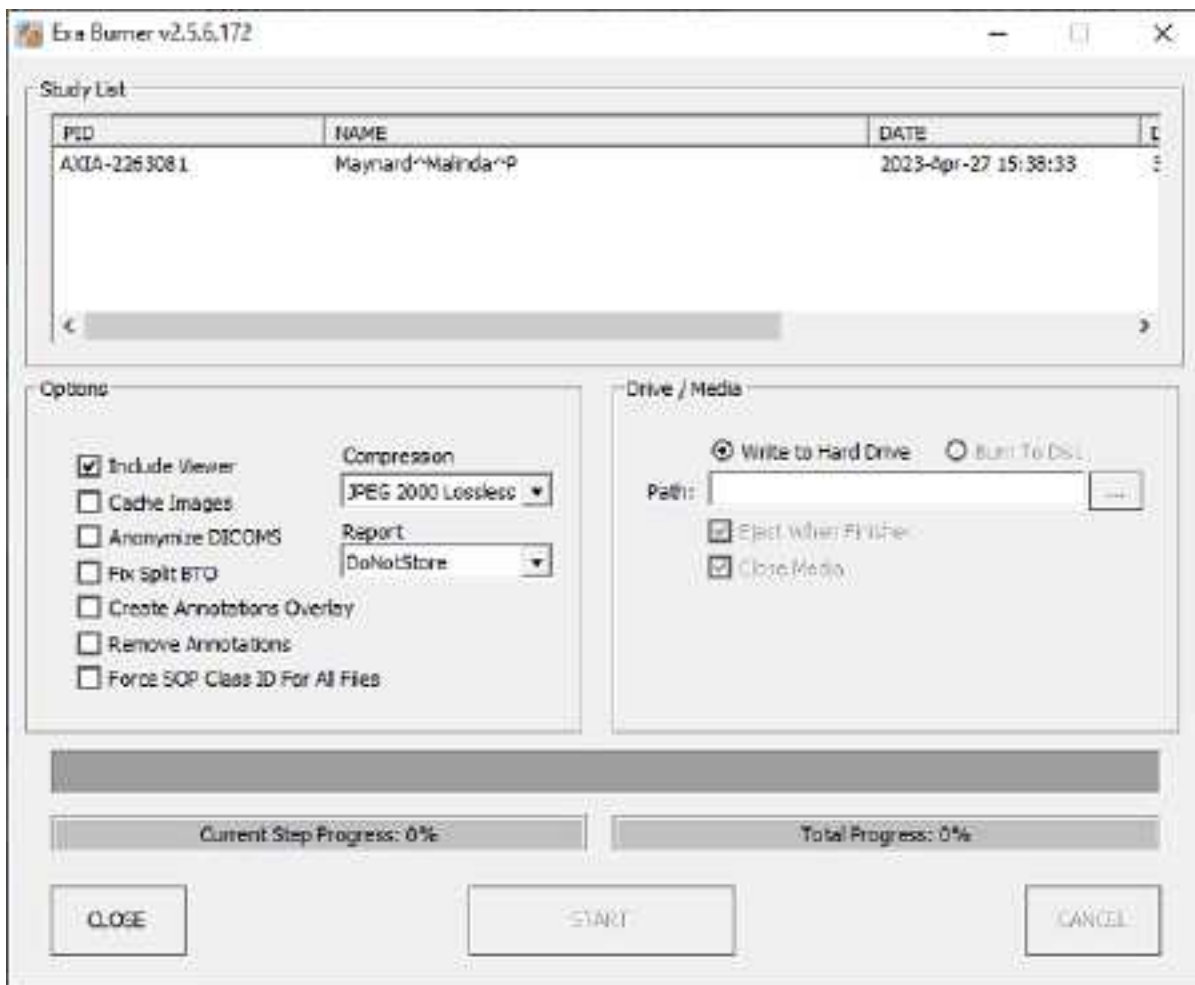 Exa Burner v2.5.6.172
Study List
PID NAME DATE
AXIA-2263081 Maynard^Malinda^P 2023-Apr-27 15:38:33
Options
Include Viewer
Cache Images
Anonymize DICOMS
Fix Split BTO
Create Annotations Overlay
Remove Annotations
Force SOP Class ID For All Files
Compression
JPEG 2000 Lossless
Report
DoNotStore
Drive / Media
Write to Hard Drive Burn To Disc
Path: ...
Eject When Finished
Close Media
Current Step Progress: 0% Total Progress: 0%
CLOSE START CANCEL